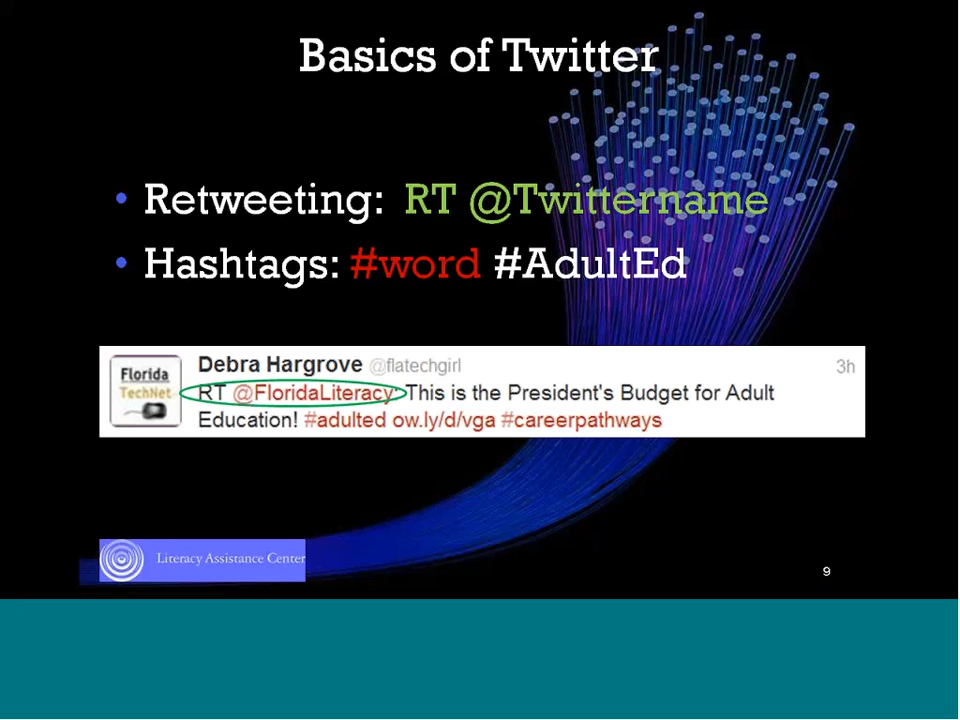 Basics of Twitter
• Retweeting: RT @Twittername
• Hashtags: #word #AdultEd
Florida
TechNet
Debra Hargrove @flatechgirl 3h
RT @FloridaLiteracy: This is the President's Budget for Adult
Education! #adulted ow.ly/d/vga #careerpathways
Literacy Assistance Center
9